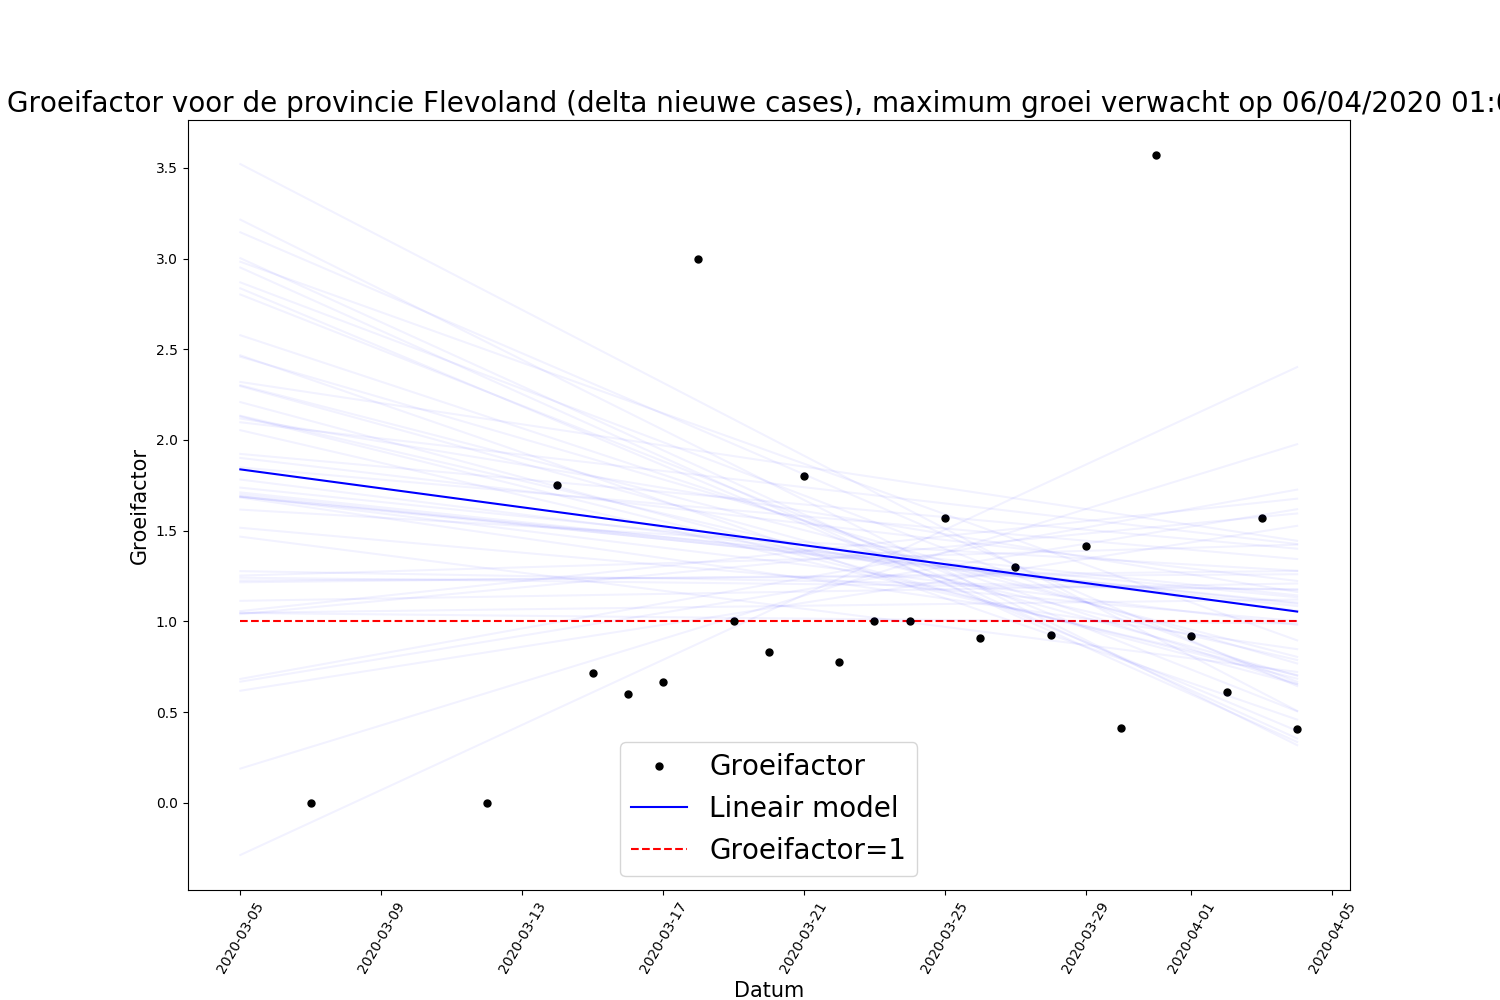 Groeifactor voor de provincie Flevoland (delta nieuwe cases), maximum groei verwacht op 06/04/2020 01:
Groeifactor
3.5
3.0
2.5
2.0
1.5
1.0
0.5
0.0
Groeifactor
Lineair model
Groeifactor=1
2020-03-05
2020-03-09
2020-03-13
2020-03-17
2020-03-21
2020-03-25
2020-03-29
2020-04-01
2020-04-05
Datum